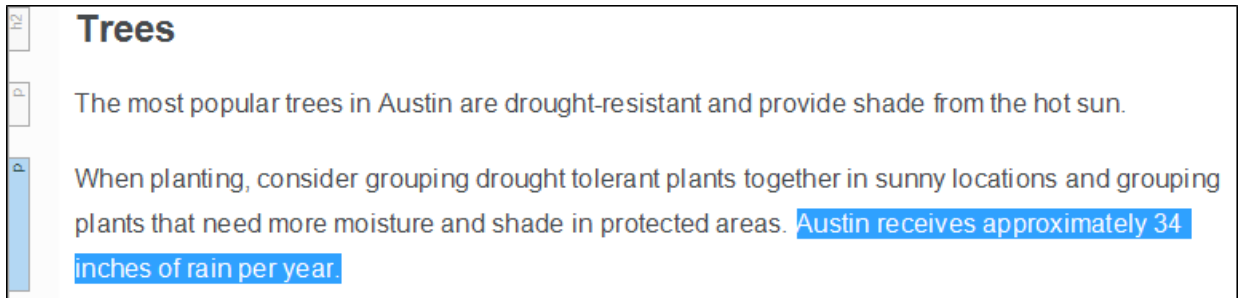 h2
Trees
p
The most popular trees in Austin are drought-resistant and provide shade from the hot sun.
p
When planting, consider grouping drought tolerant plants together in sunny locations and grouping
plants that need more moisture and shade in protected areas. Austin receives approximately 34
inches of rain per year.